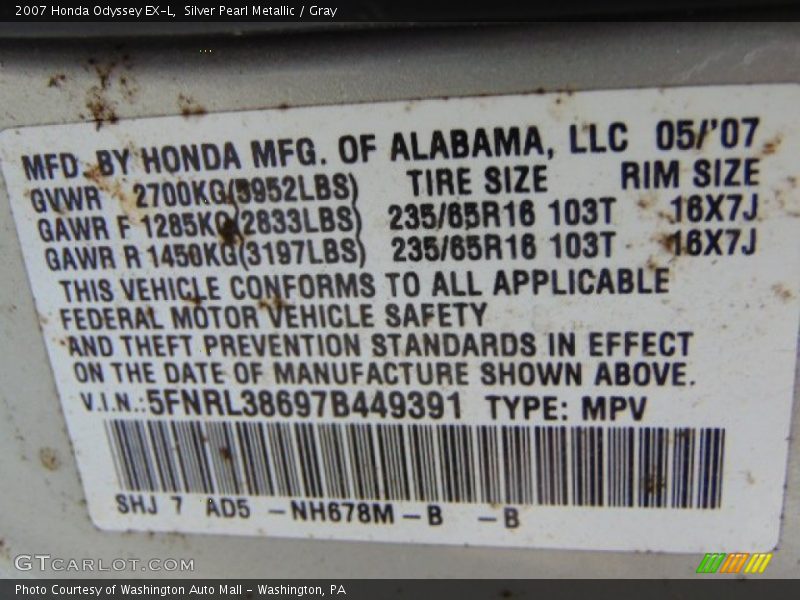 2007 Honda Odyssey EX-L,  Silver Pearl Metallic / Gray
MFD. BY HONDA MFG. OF ALABAMA, LLC 05/'07
GVWR 2700KG(5952LBS) TIRE SIZE RIM SIZE
GAWR F 1285KG(2833LBS) 235/65R16 103T 16X7J
GAWR R 1450KG(3197LBS) 235/65R16 103T 16X7J
THIS VEHICLE CONFORMS TO ALL APPLICABLE
FEDERAL MOTOR VEHICLE SAFETY
AND THEFT PREVENTION STANDARDS IN EFFECT
ON THE DATE OF MANUFACTURE SHOWN ABOVE.
V.I.N.:5FNRL38697B449391 TYPE: MPV
SHJ 7 AD5 -NH678M-B -B
GTCarLot.com
Photo Courtesy of Washington Auto Mall - Washington, PA